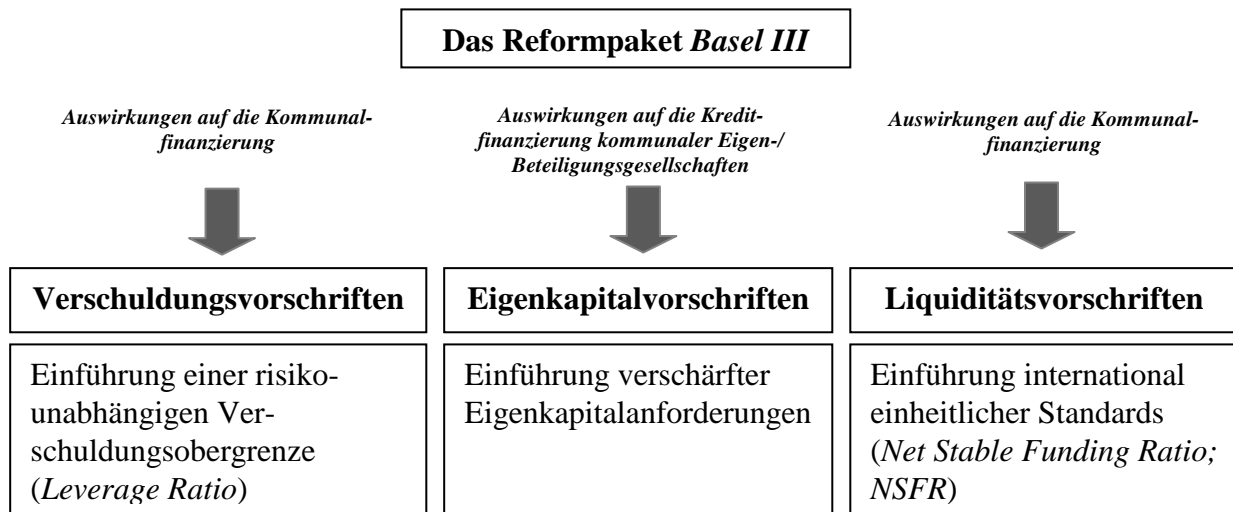 Das Reformpaket Basel III
Auswirkungen auf die Kommunal-
finanzierung
Auswirkungen auf die Kredit-
finanzierung kommunaler Eigen-/
Beteiligungsgesellschaften
Auswirkungen auf die Kommunal-
finanzierung
Verschuldungsvorschriften
Einführung einer risiko-
unabhängigen Ver-
schuldungsobergrenze
(Leverage Ratio)
Eigenkapitalvorschriften
Einführung verschärfter
Eigenkapitalanforderungen
Liquiditätsvorschriften
Einführung international
einheitlicher Standards
(Net Stable Funding Ratio;
NSFR)